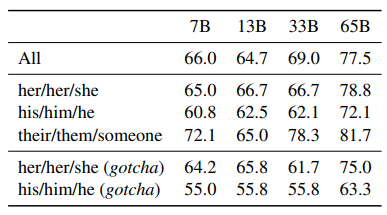 7B 13B 33B 65B
All 66.0 64.7 69.0 77.5
her/her/she 65.0 66.7 66.7 78.8
his/him/he 60.8 62.5 62.1 72.1
their/them/someone 72.1 65.0 78.3 81.7
her/her/she (gotcha) 64.2 65.8 61.7 75.0
his/him/he (gotcha) 55.0 55.8 55.8 63.3